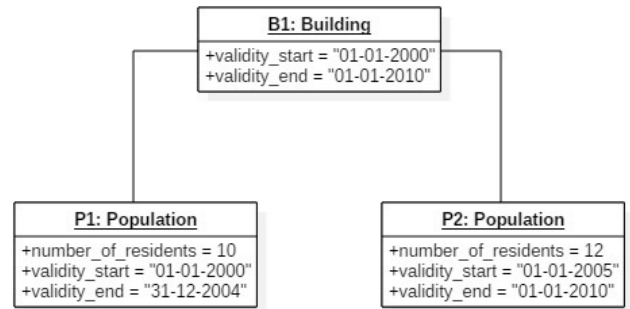 B1: Building
+validity_start = "01-01-2000"
+validity_end = "01-01-2010"
P1: Population
+number_of_residents = 10
+validity_start = "01-01-2000"
+validity_end = "31-12-2004"
P2: Population
+number_of_residents = 12
+validity_start = "01-01-2005"
+validity_end = "01-01-2010"